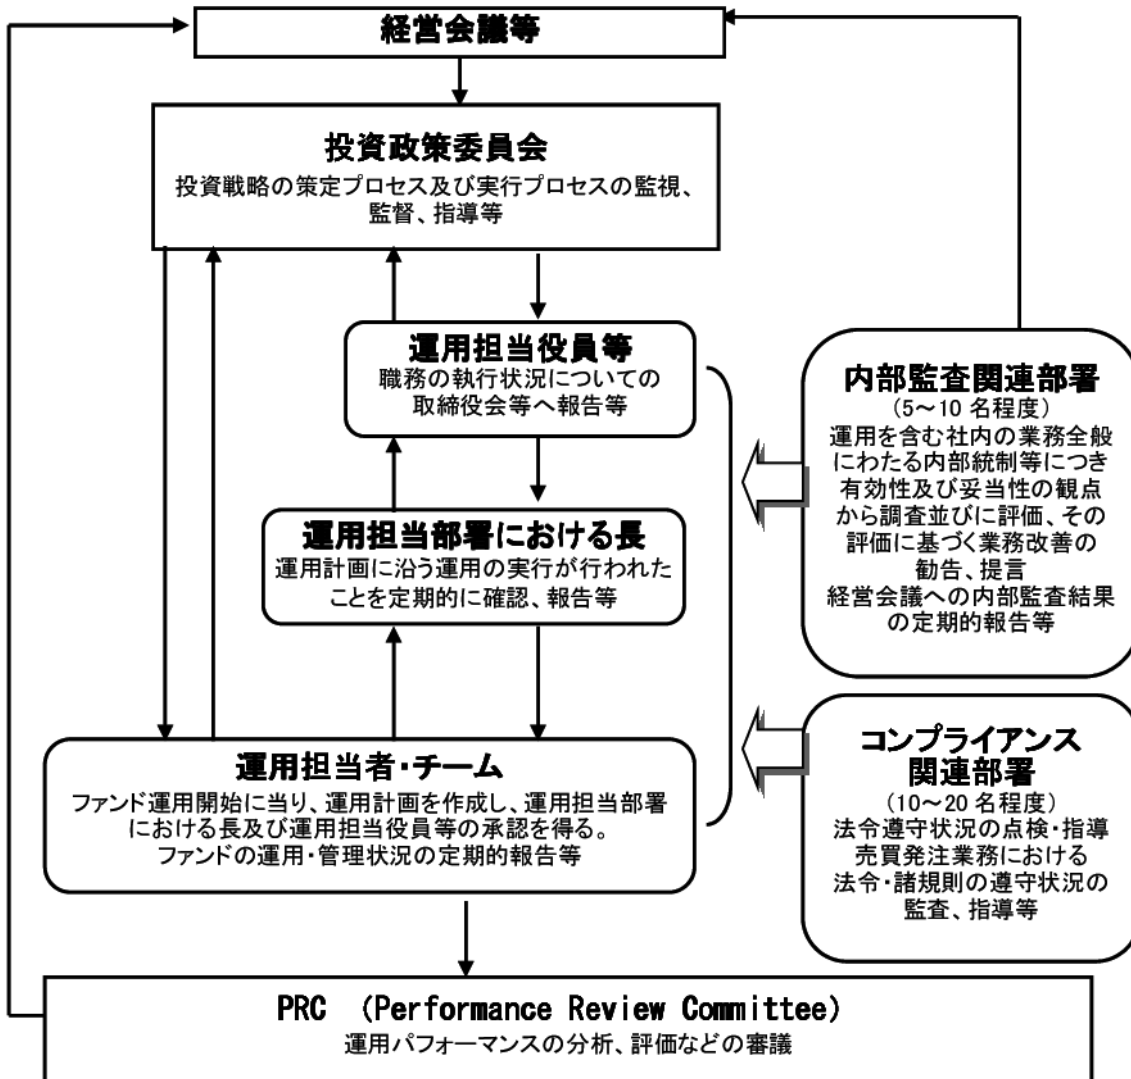 経営会議等
投資政策委員会
投資戦略の策定プロセス及び実行プロセスの監視、
監督、指導等
運用担当役員等
職務の執行状況についての
取締役会等へ報告等
運用担当部署における長
運用計画に沿う運用の実行が行われた
ことを定期的に確認、報告等
運用担当者・チーム
ファンド運用開始に当り、運用計画を作成し、運用担当部署
における長及び運用担当役員等の承認を得る。
ファンドの運用・管理状況の定期的報告等
内部監査関連部署
(5～10 名程度)
運用を含む社内の業務全般
にわたる内部統制等につき
有効性及び妥当性の観点
から調査並びに評価、その
評価に基づく業務改善の
勧告、提言
経営会議への内部監査結果
の定期的報告等
コンプライアンス
関連部署
(10～20 名程度)
法令遵守状況の点検・指導
売買発注業務における
法令・諸規則の遵守状況の
監査、指導等
PRC (Performance Review Committee)
運用パフォーマンスの分析、評価などの審議